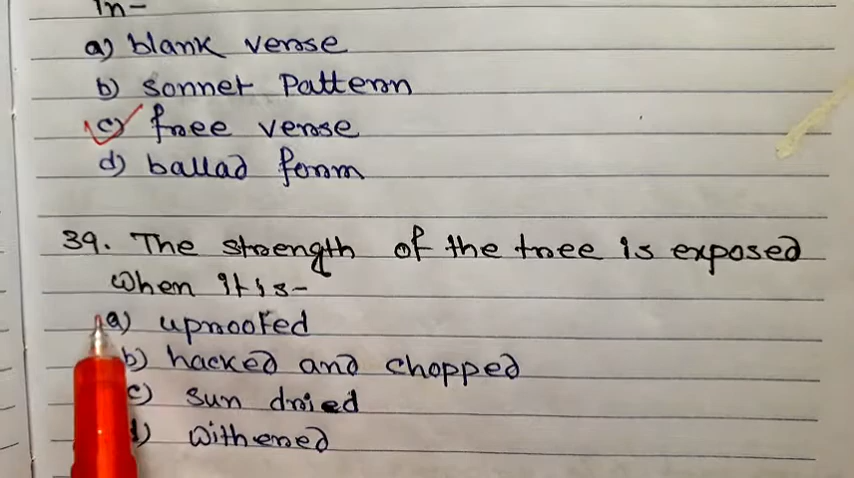 in-
a) blank verse
b) sonnet pattern
c) free verse
d) ballad form
39. The strength of the tree is exposed
when it is-
a) uprooted
b) hacked and chopped
c) sun dried
d) withered